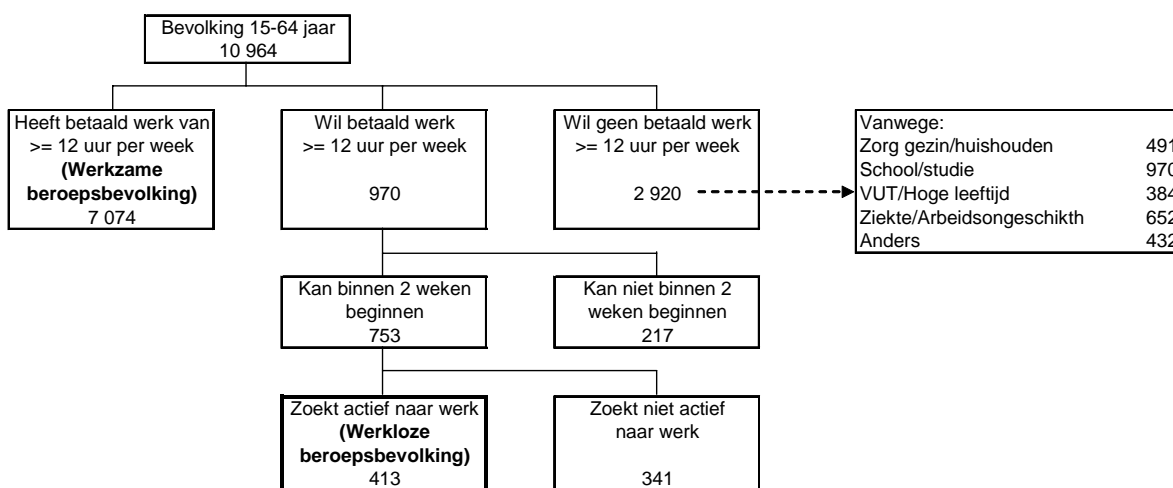 Bevolking 15-64 jaar
10 964
Heeft betaald werk van
>= 12 uur per week
(Werkzame
beroepsbevolking)
7 074
Wil betaald werk
>= 12 uur per week
970
Wil geen betaald werk
>= 12 uur per week
2 920
Vanwege:
Zorg gezin/huishouden 491
School/studie 970
VUT/Hoge leeftijd 384
Ziekte/Arbeidsongeschikth 652
Anders 432
Kan binnen 2 weken
beginnen
753
Kan niet binnen 2
weken beginnen
217
Zoekt actief naar werk
(Werkloze
beroepsbevolking)
413
Zoekt niet actief
naar werk
341